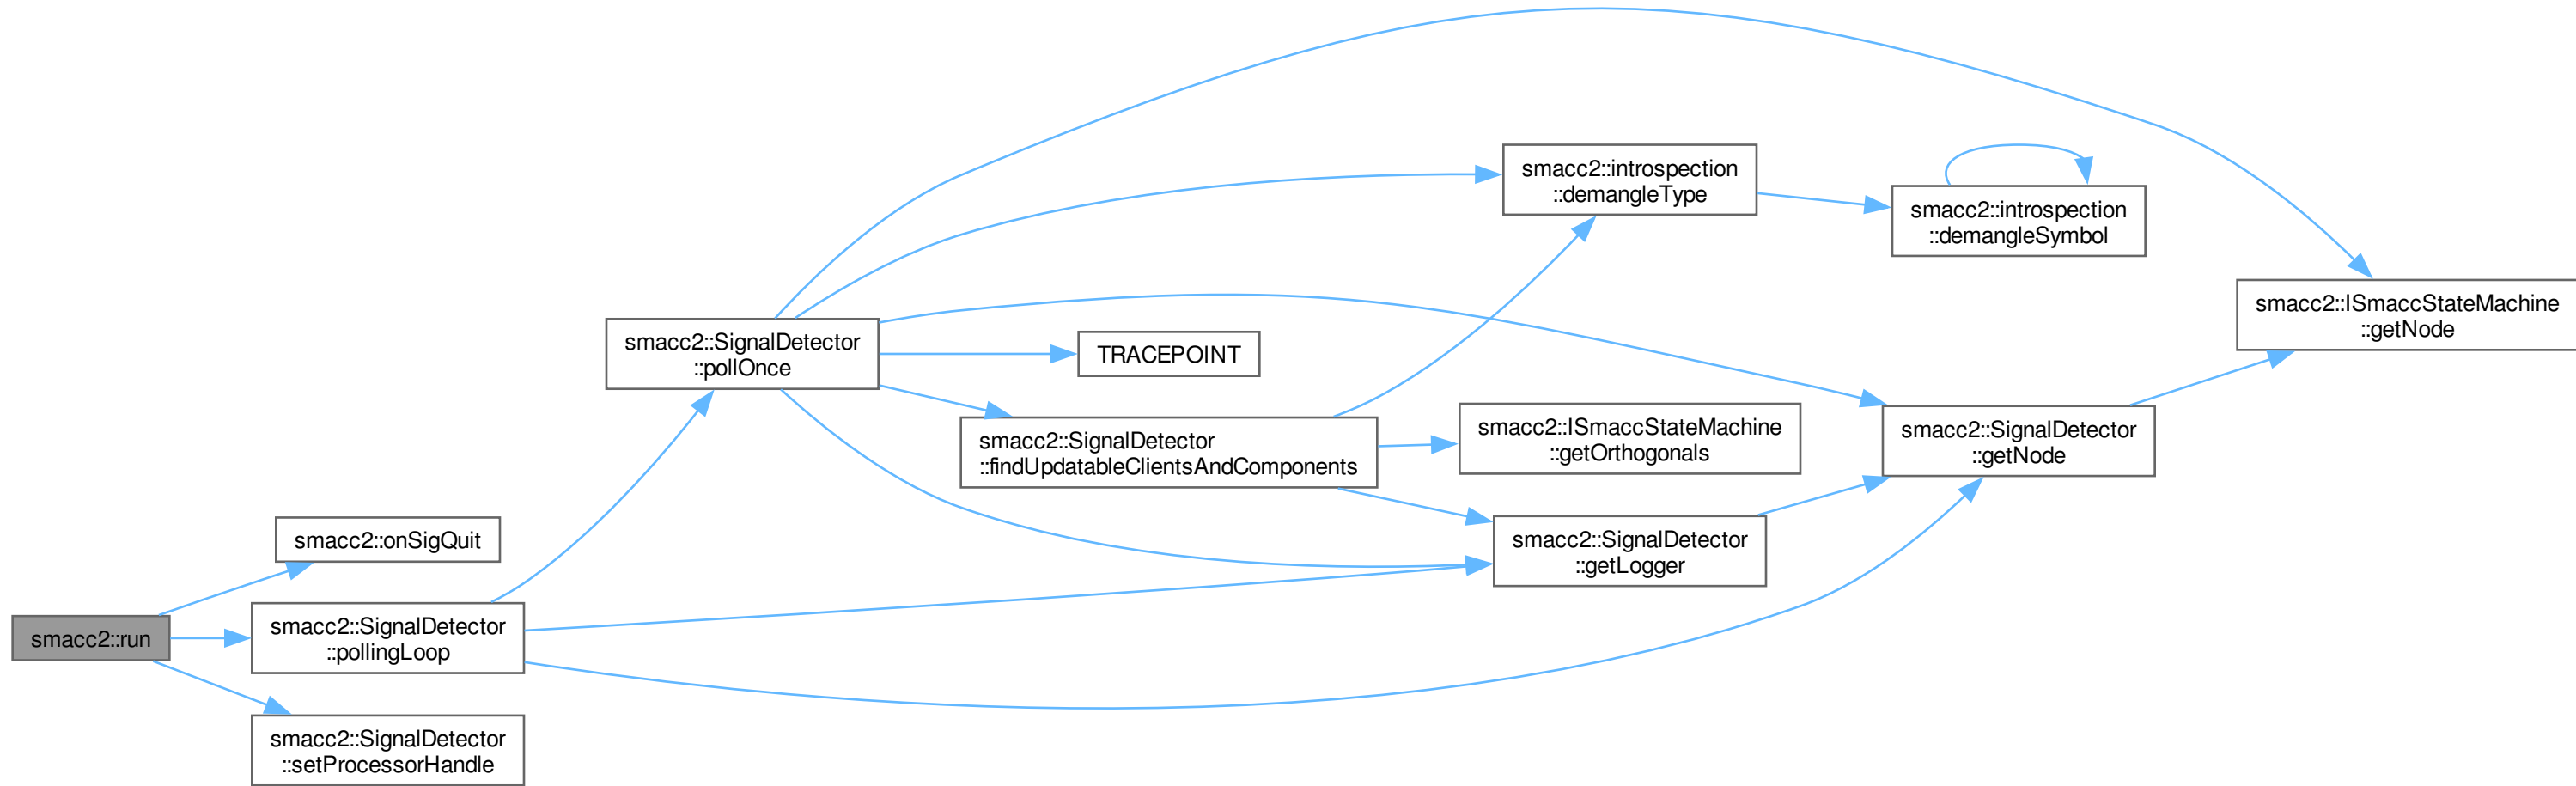 smacc2::run
smacc2::onSigQuit
smacc2::SignalDetector
::pollingLoop
smacc2::SignalDetector
::setProcessorHandle
smacc2::SignalDetector
::pollOnce
TRACEPOINT
smacc2::SignalDetector
::findUpdatableClientsAndComponents
smacc2::introspection
::demangleType
smacc2::ISmaccStateMachine
::getOrthogonals
smacc2::SignalDetector
::getLogger
smacc2::introspection
::demangleSymbol
smacc2::SignalDetector
::getNode
smacc2::ISmaccStateMachine
::getNode